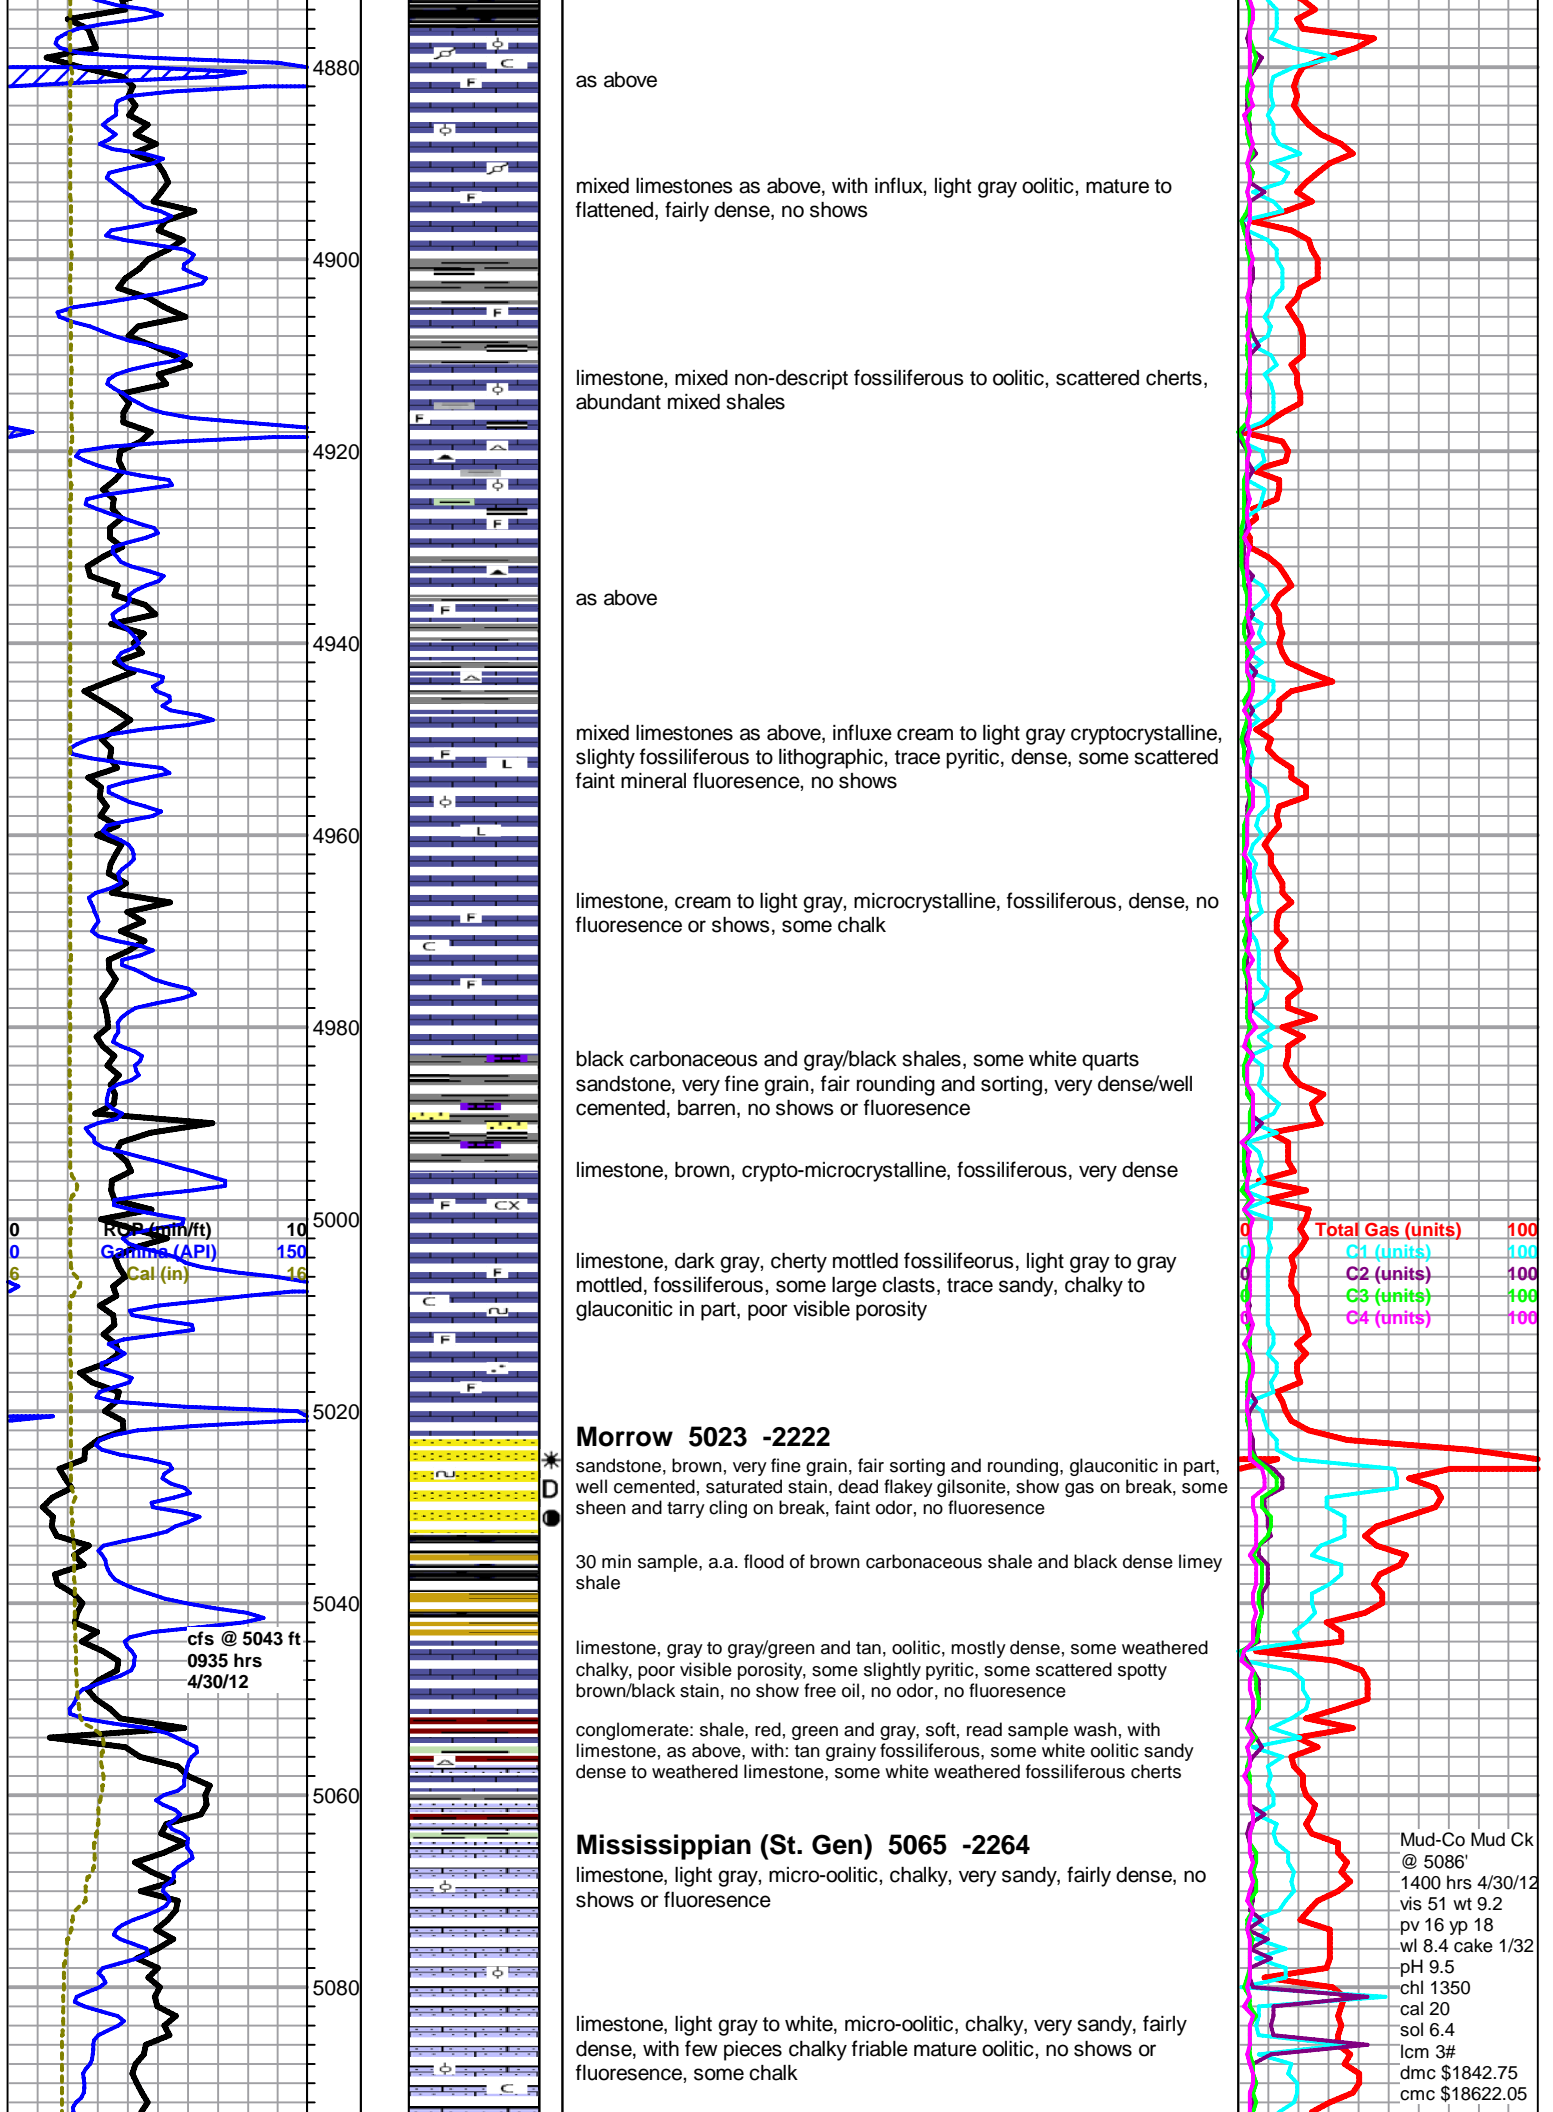 4880
as above
mixed limestones as above, with influx, light gray oolitic, mature to
flattened, fairly dense, no shows
4900
limestone, mixed non-descript fossiliferous to oolitic, scattered cherts,
abundant mixed shales
4920
as above
4940
mixed limestones as above, influxe cream to light gray cryptocrystalline,
slighty fossiliferous to lithographic, trace pyritic, dense, some scattered
faint mineral fluoresence, no shows
4960
limestone, cream to light gray, microcrystalline, fossiliferous, dense, no
fluoresence or shows, some chalk
4980
black carbonaceous and gray/black shales, some white quarts
sandstone, very fine grain, fair rounding and sorting, very dense/well
cemented, barren, no shows or fluoresence
limestone, brown, crypto-microcrystalline, fossiliferous, very dense
5000
0 ROP (min/ft) 10
0 Gamma (API) 150
6 Cal (in) 16
0 Total Gas (units) 100
0 C1 (units) 100
0 C2 (units) 100
0 C3 (units) 100
0 C4 (units) 100
limestone, dark gray, cherty mottled fossilifeorus, light gray to gray
mottled, fossiliferous, some large clasts, trace sandy, chalky to
glauconitic in part, poor visible porosity
5020
Morrow 5023 -2222
sandstone, brown, very fine grain, fair sorting and rounding, glauconitic in part,
well cemented, saturated stain, dead flakey gilsonite, show gas on break, some
sheen and tarry cling on break, faint odor, no fluoresence
D
30 min sample, a.a. flood of brown carbonaceous shale and black dense limey
shale
5040
cfs @ 5043 ft
0935 hrs
4/30/12
limestone, gray to gray/green and tan, oolitic, mostly dense, some weathered
chalky, poor visible porosity, some slightly pyritic, some scattered spotty
brown/black stain, no show free oil, no odor, no fluoresence
conglomerate: shale, red, green and gray, soft, read sample wash, with
limestone, as above, with: tan grainy fossiliferous, some white oolitic sandy
dense to weathered limestone, some white weathered fossiliferous cherts
5060
Mississippian (St. Gen) 5065 -2264
limestone, light gray, micro-oolitic, chalky, very sandy, fairly dense, no
shows or fluoresence
5080
limestone, light gray to white, micro-oolitic, chalky, very sandy, fairly
dense, with few pieces chalky friable mature oolitic, no shows or
fluoresence, some chalk
Mud-Co Mud Ck
@ 5086'
1400 hrs 4/30/12
vis 51 wt 9.2
pv 16 yp 18
wl 8.4 cake 1/32
pH 9.5
chl 1350
cal 20
sol 6.4
lcm 3#
dmc $1842.75
cmc $18622.05